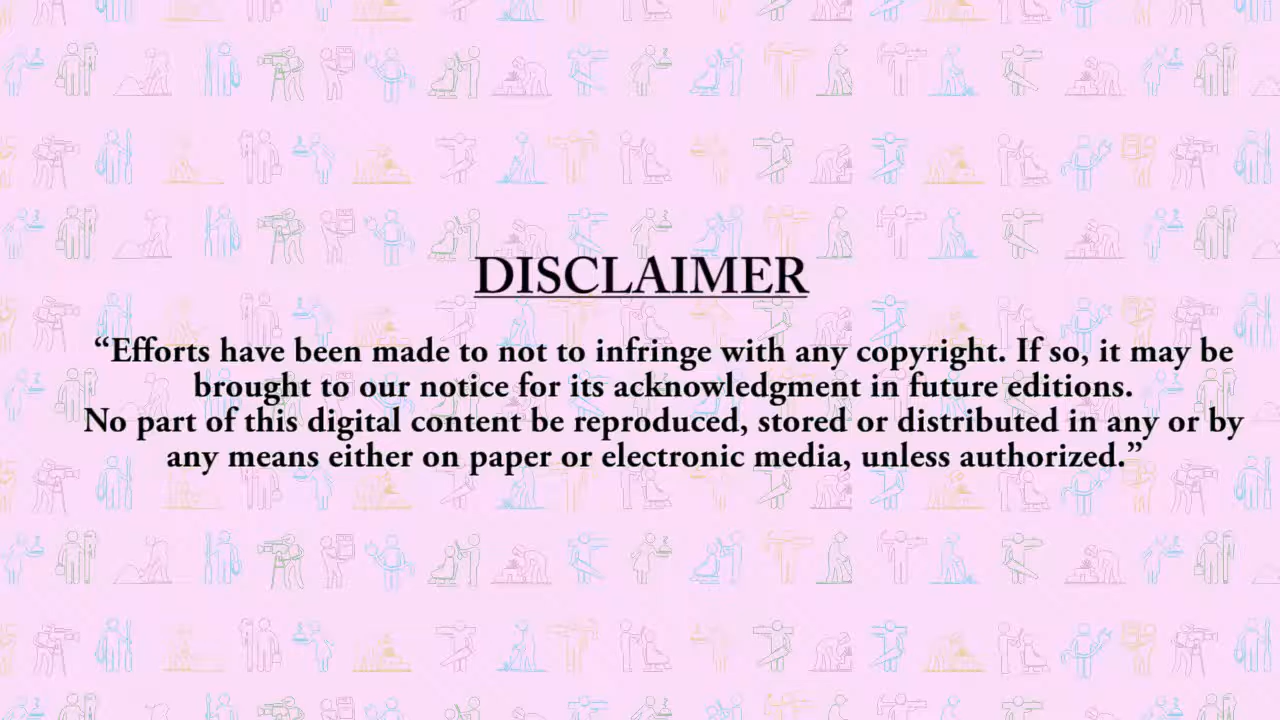 DISCLAIMER
“Efforts have been made to not to infringe with any copyright. If so, it may be
brought to our notice for its acknowledgment in future editions.
No part of this digital content be reproduced, stored or distributed in any or by
any means either on paper or electronic media, unless authorized.”